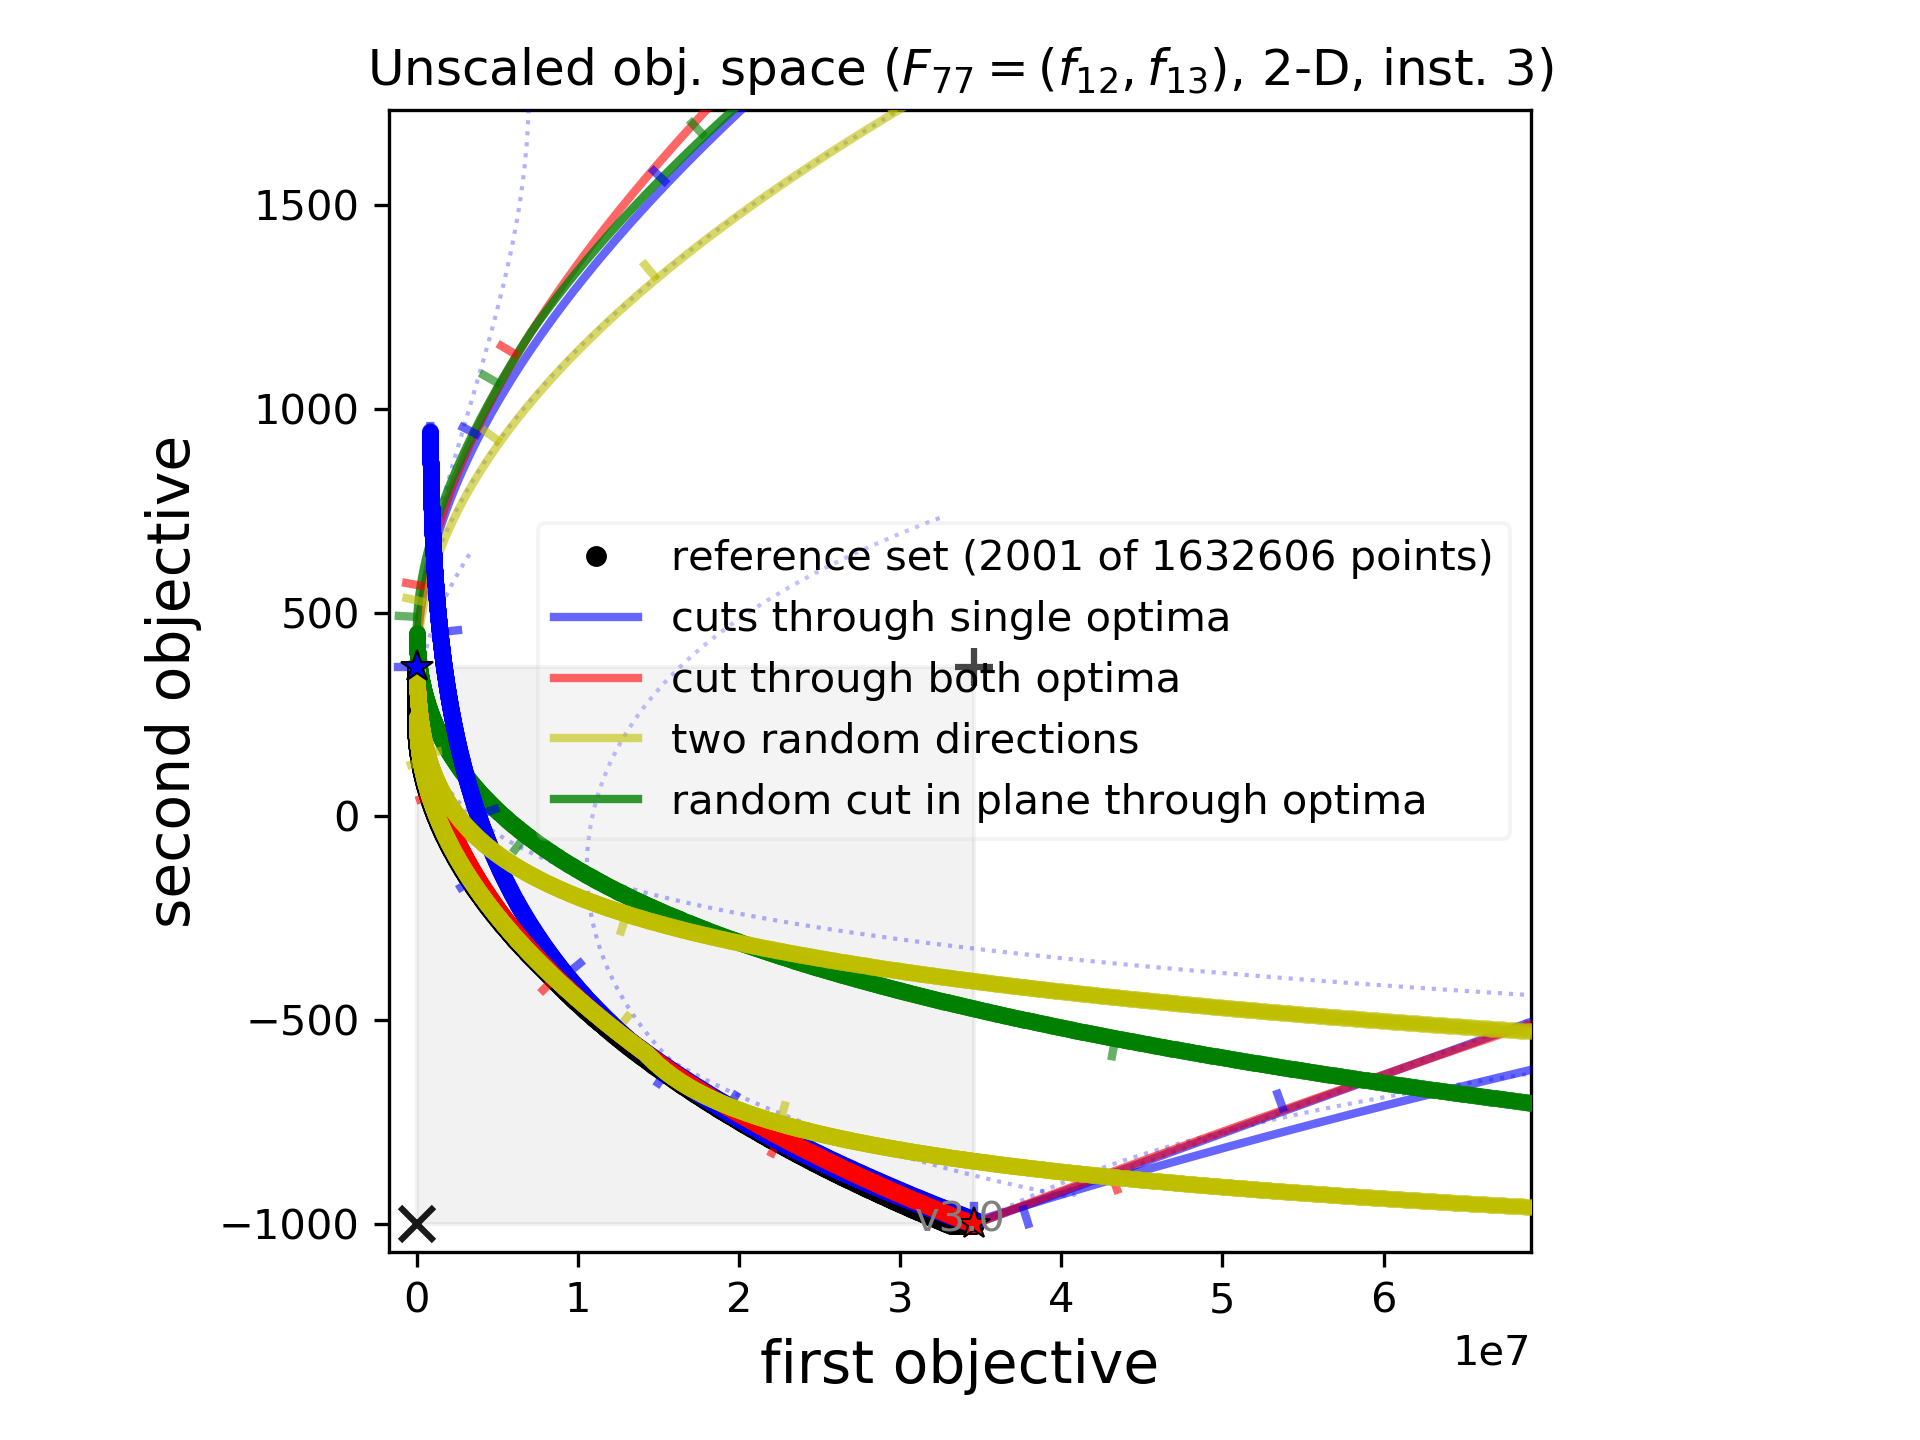 Unscaled obj. space (F77 = (f12, f13), 2-D, inst. 3)
second objective
1500
1000
500
0
−500
−1000
reference set (2001 of 1632606 points)
cuts through single optima
cut through both optima
two random directions
random cut in plane through optima
v3.0
0 1 2 3 4 5 6
1e7
first objective